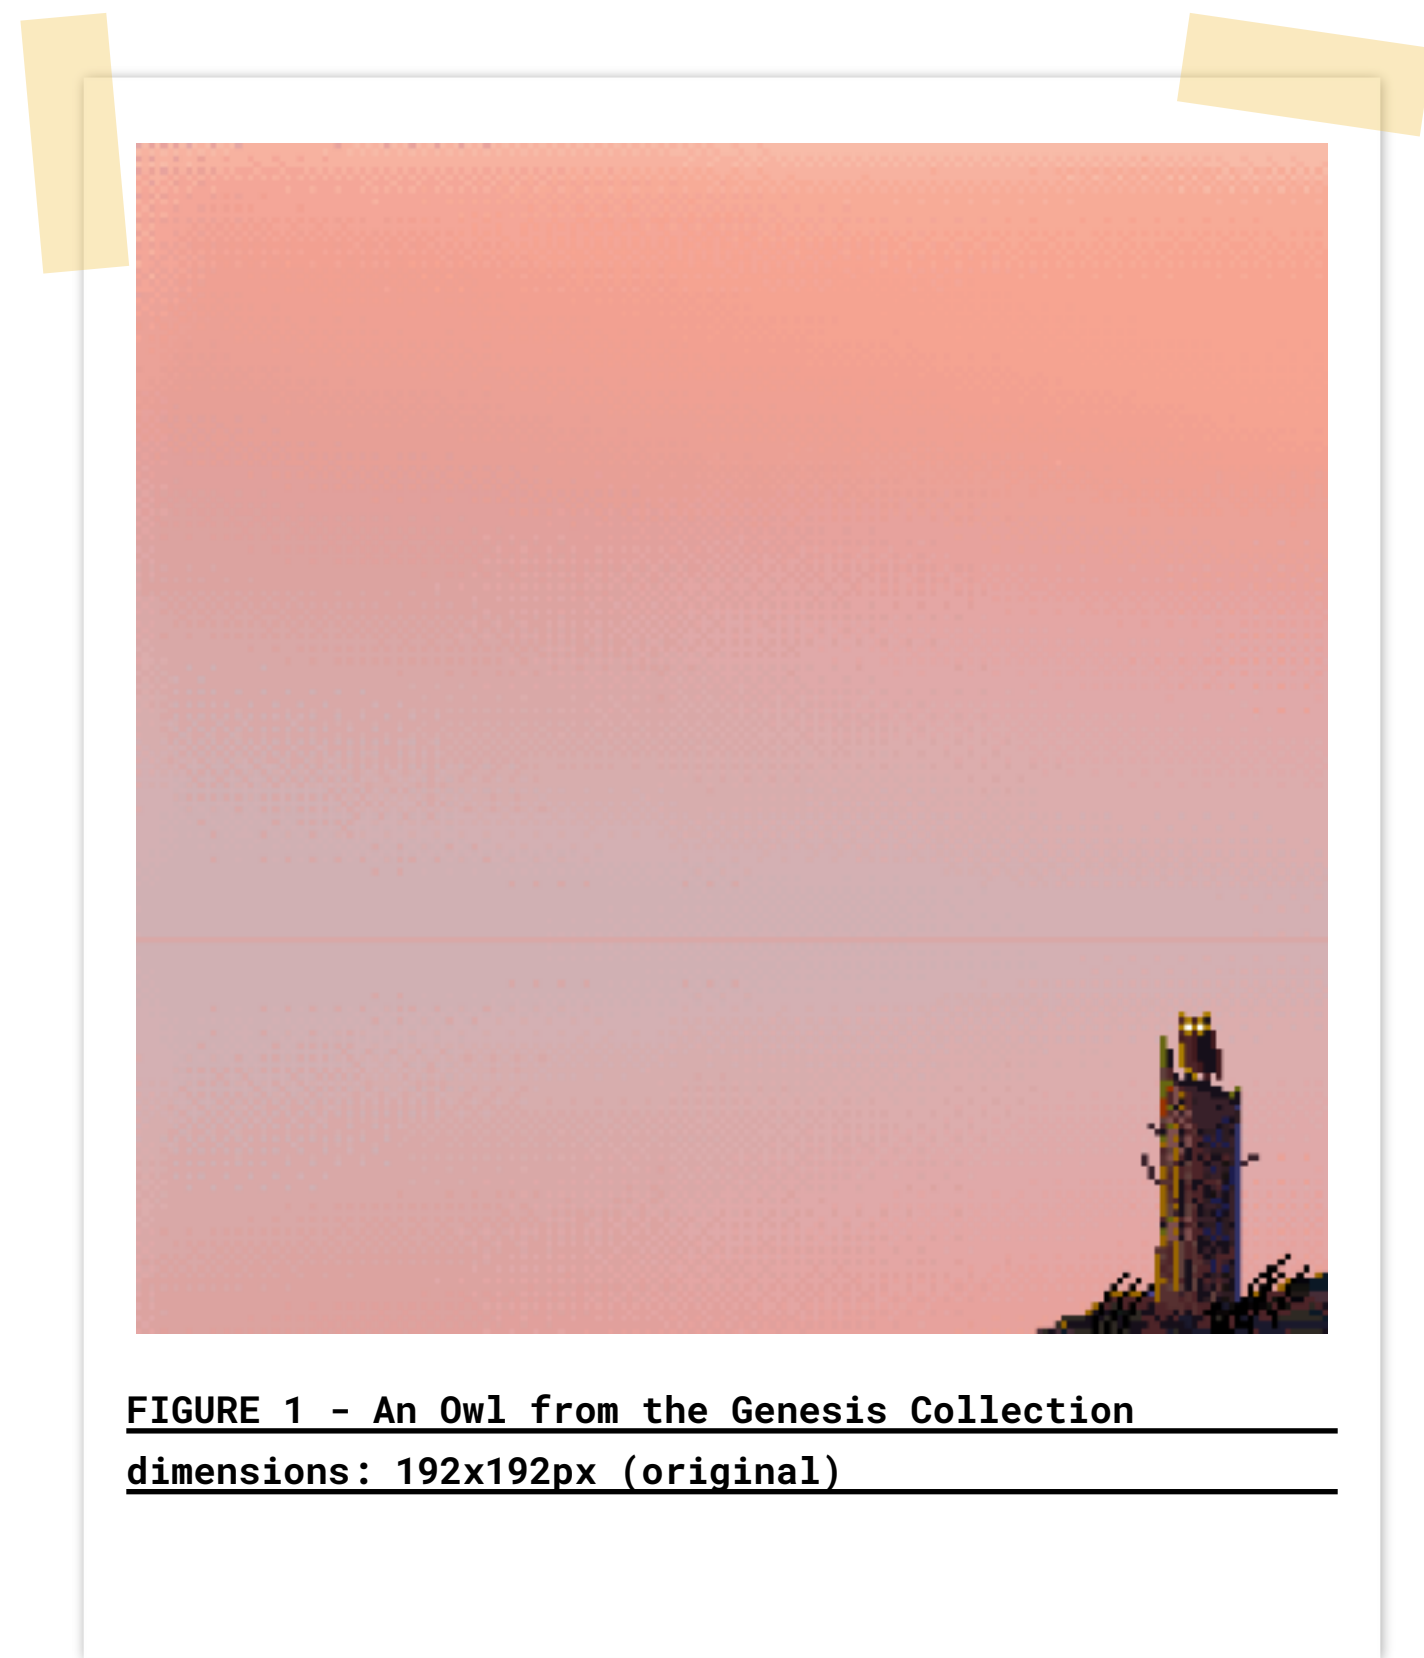 FIGURE 1 - An Owl from the Genesis Collection
dimensions: 192x192px (original)